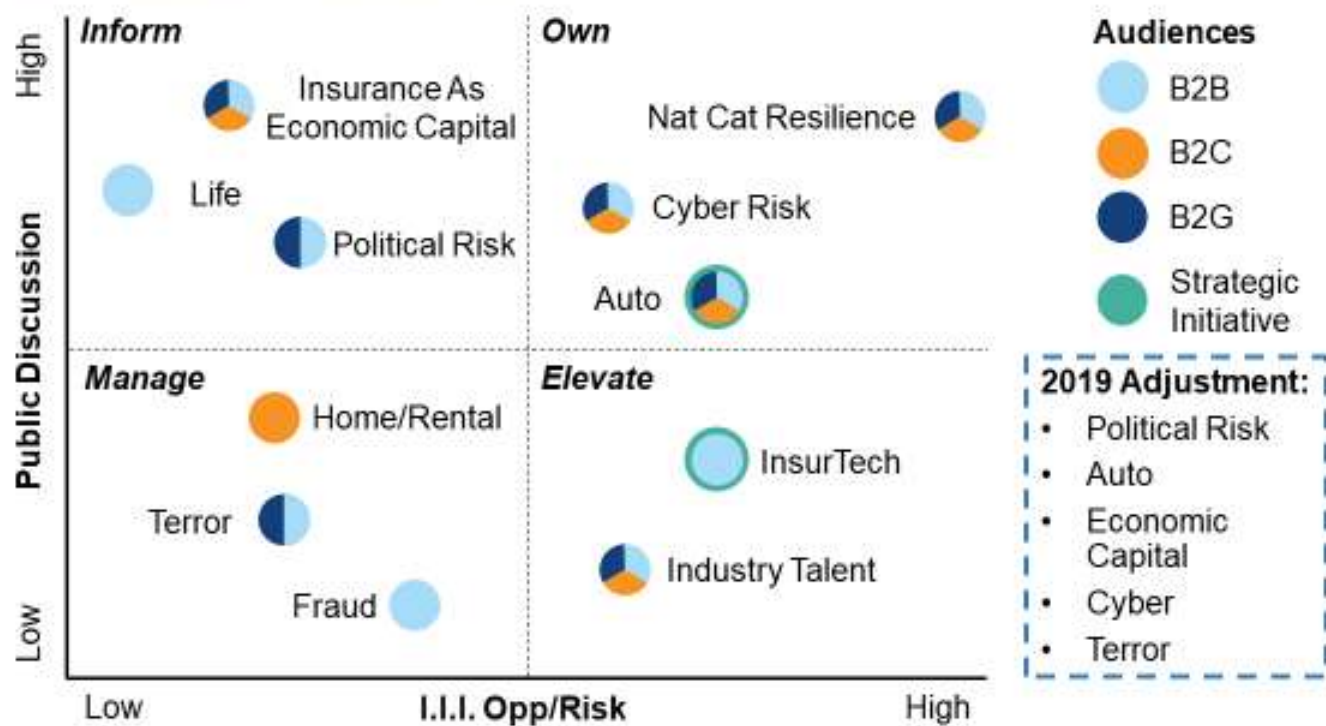 Inform
Own
Audiences
High
Insurance As
Economic Capital
Nat Cat Resilience
B2B
B2C
Life
Cyber Risk
Political Risk
B2G
Auto
Strategic
Initiative
Public Discussion
Manage
Elevate
2019 Adjustment:
Home/Rental
• Political Risk
InsurTech
• Auto
Terror
• Economic
Capital
Industry Talent
Fraud
• Cyber
Low
• Terror
Low
I.I.I. Opp/Risk
High